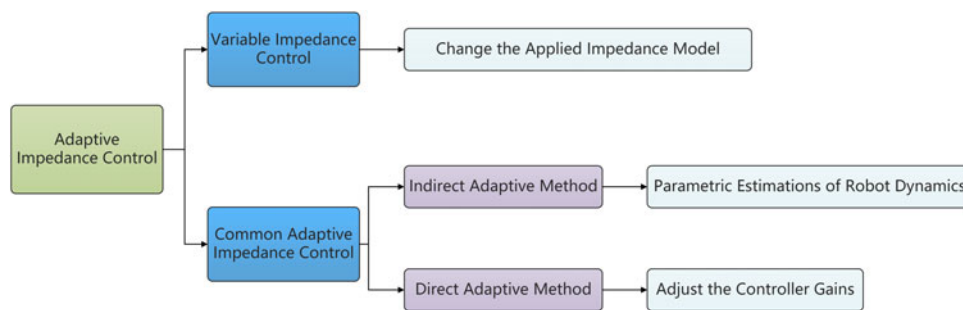 Variable Impedance
Control
Change the Applied Impedance Model
Adaptive
Impedance Control
Indirect Adaptive Method
Parametric Estimations of Robot Dynamics
Common Adaptive
Impedance Control
Direct Adaptive Method
Adjust the Controller Gains